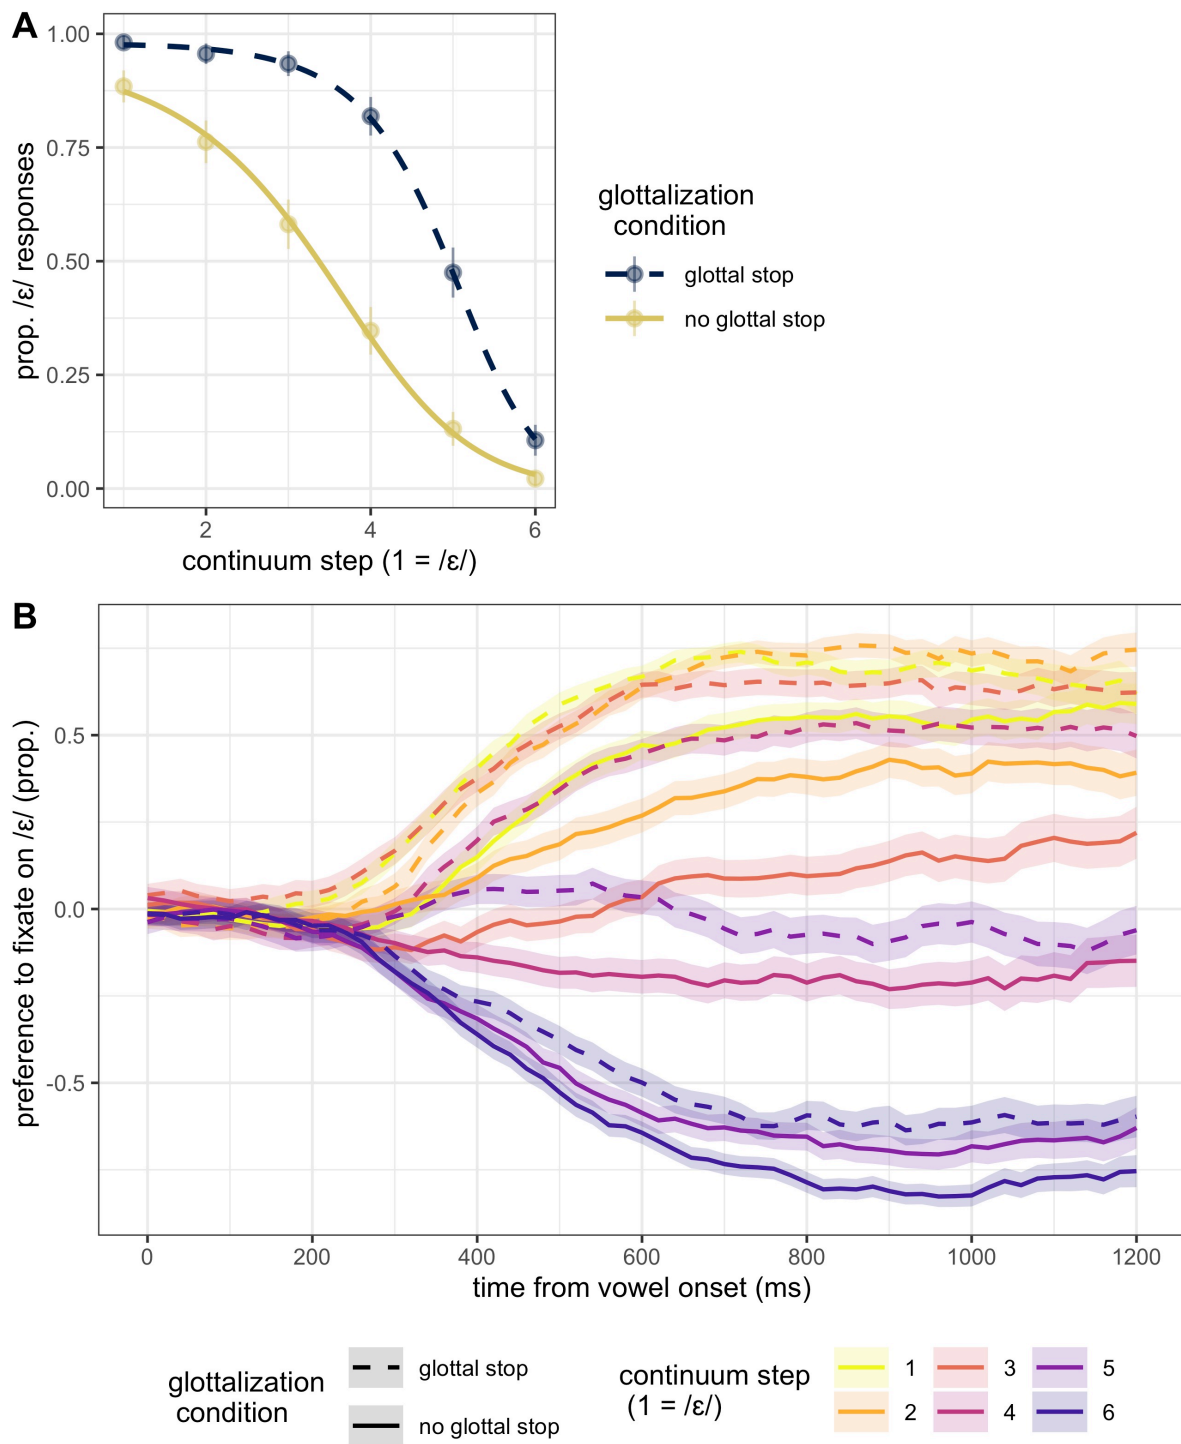 A
1.00
0.75
0.50
0.25
0.00
prop. /ɛ/ responses
2 4 6
continuum step (1 = /ɛ/)
glottalization
condition
glottal stop
no glottal stop
B
0.5
0.0
-0.5
preference to fixate on /ɛ/ (prop.)
0 200 400 600 800 1000 1200
time from vowel onset (ms)
glottalization
condition
glottal stop
no glottal stop
continuum step
(1 = /ɛ/)
1 3 5
2 4 6